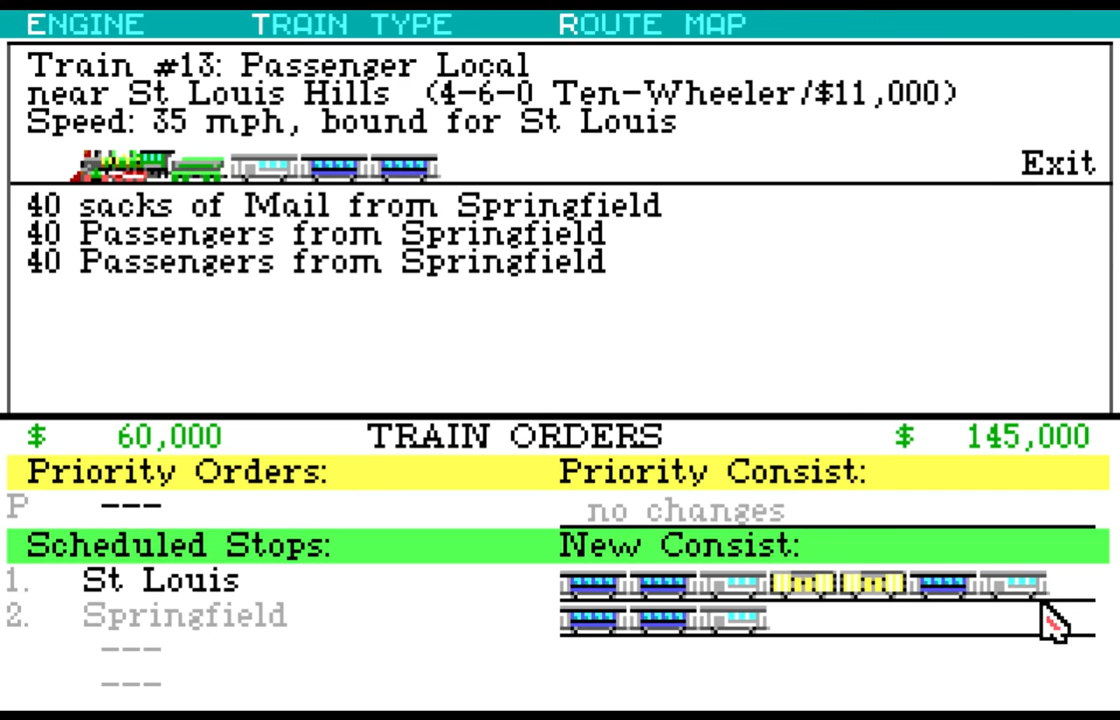 ENGINE TRAIN TYPE ROUTE MAP
Train #13: Passenger Local
near St Louis Hills (4-6-0 Ten-Wheeler/$11,000)
Speed: 35 mph, bound for St Louis
Exit
40 sacks of Mail from Springfield
40 Passengers from Springfield
40 Passengers from Springfield
$ 60,000 TRAIN ORDERS $ 145,000
Priority Orders: Priority Consist:
P --- no changes
Scheduled Stops: New Consist:
1. St Louis
2. Springfield
---
---